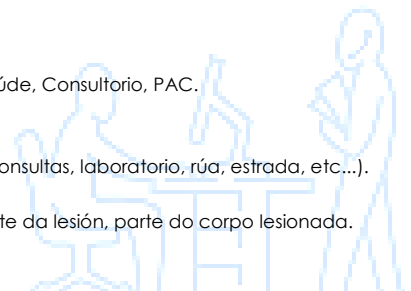 úde, Consultorio, PAC.
onsultas, laboratorio, rúa, estrada, etc...).
te da lesión, parte do corpo lesionada.